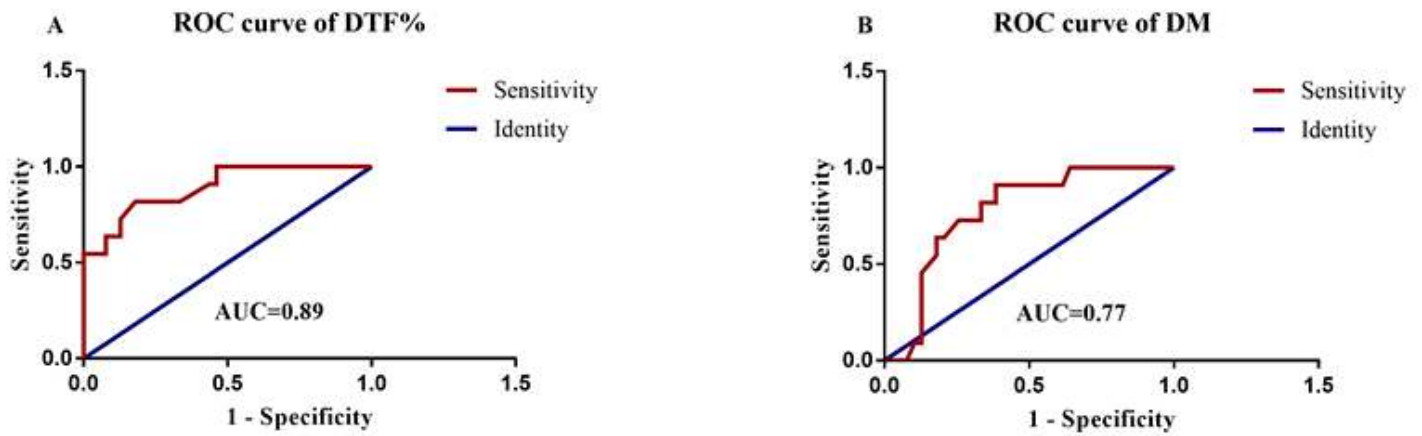 A
ROC curve of DTF%
1.5
1.0
0.5
0.0
Sensitivity
Sensitivity
Identity
AUC=0.89
0.0 0.5 1.0 1.5
1 - Specificity
B
ROC curve of DM
1.5
1.0
0.5
0.0
Sensitivity
Sensitivity
Identity
AUC=0.77
0.0 0.5 1.0 1.5
1 - Specificity